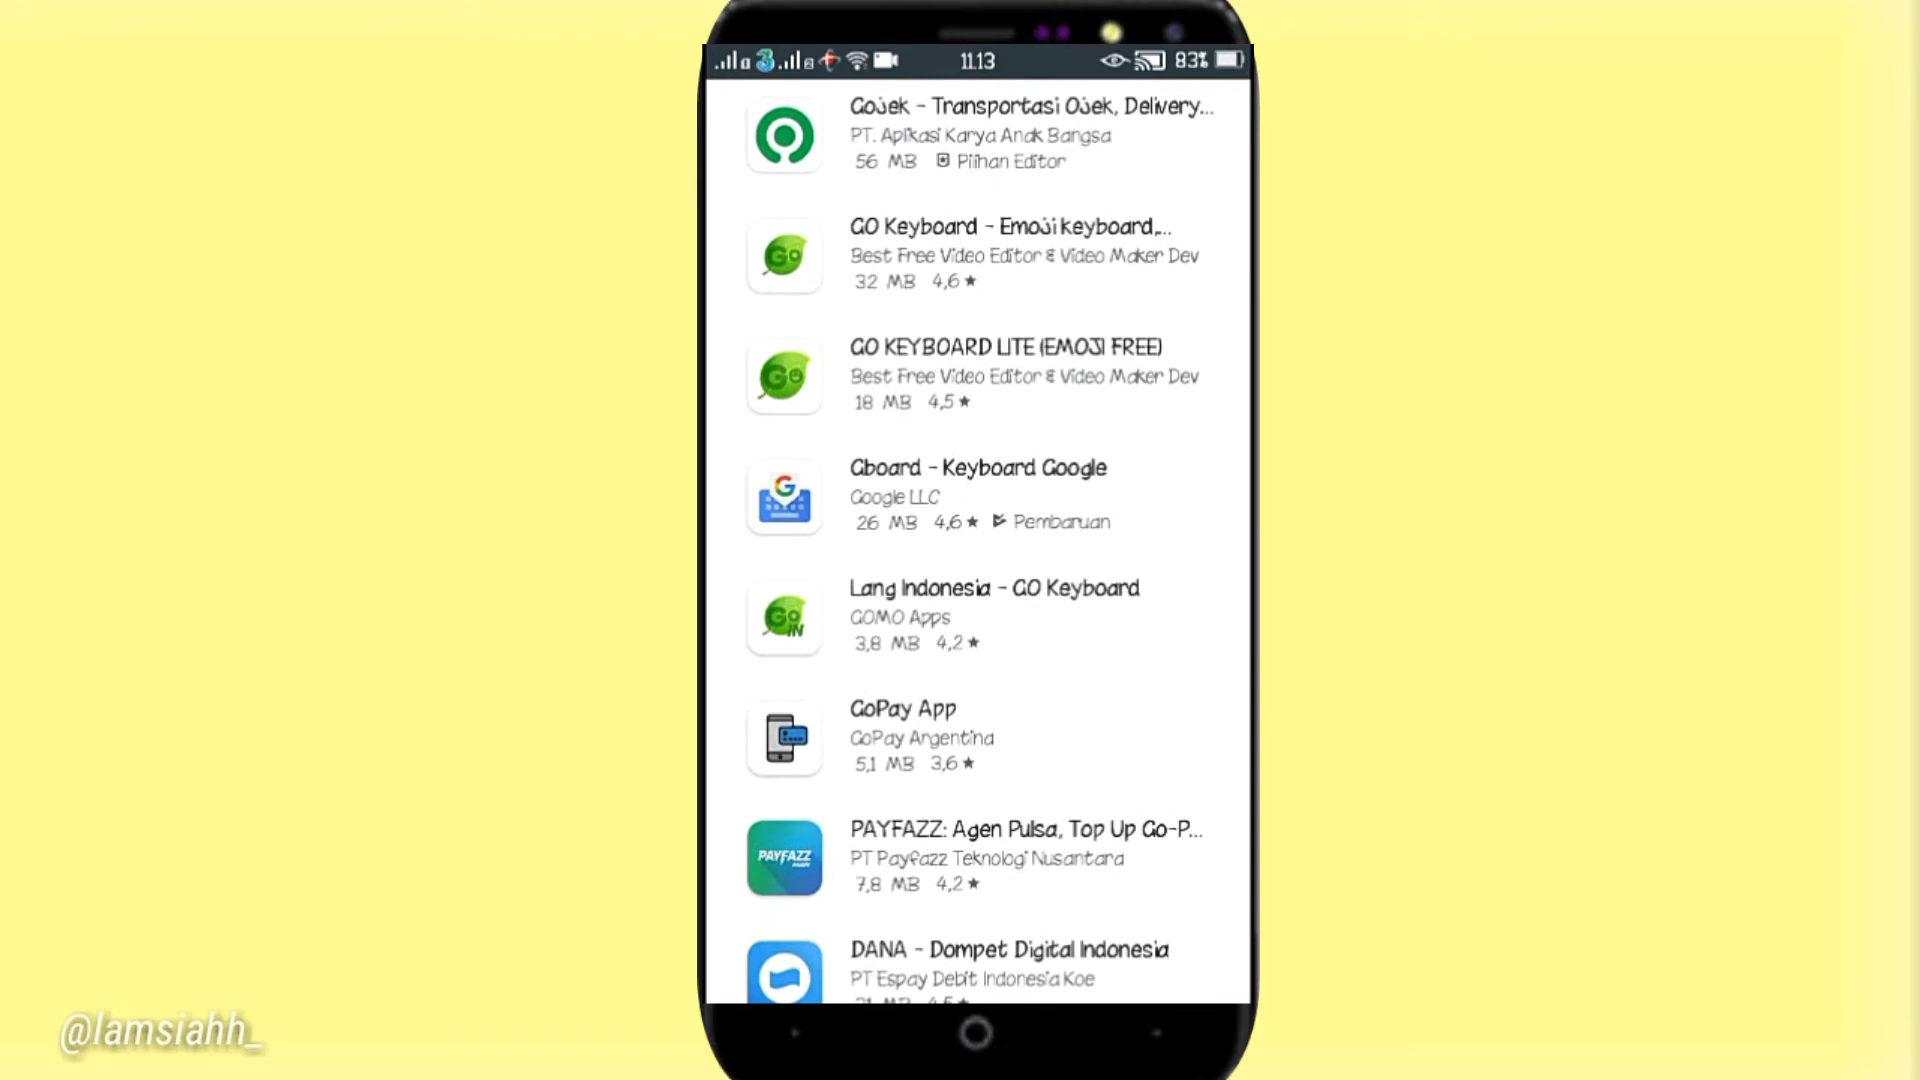 11.13
83%
Gojek - Transportasi Ojek, Delivery...
PT. Aplikasi Karya Anak Bangsa
56 MB Pilihan Editor
GO Keyboard - Emoji keyboard,...
Best Free Video Editor & Video Maker Dev
32 MB 4,6 ★
GO KEYBOARD LITE (EMOJI FREE)
Best Free Video Editor & Video Maker Dev
18 MB 4,5 ★
Gboard - Keyboard Google
Google LLC
26 MB 4,6 ★ Pembaruan
Lang Indonesia - GO Keyboard
GOMO Apps
3,8 MB 4,2 ★
GoPay App
GoPay Argentina
5,1 MB 3,6 ★
PAYFAZZ
PAYFAZZ: Agen Pulsa, Top Up Go-P...
PT Payfazz Teknologi Nusantara
7,8 MB 4,2 ★
DANA - Dompet Digital Indonesia
PT Espay Debit Indonesia Koe
@lamsiahh_